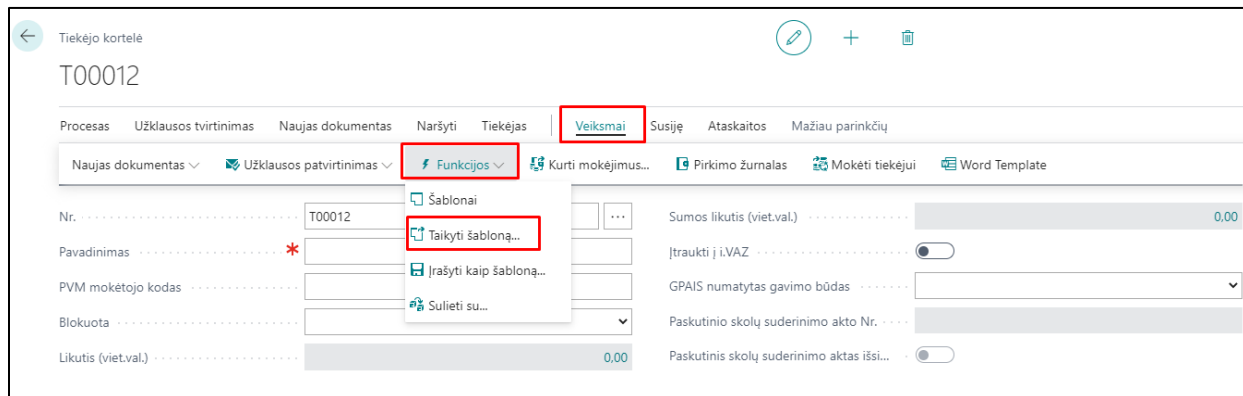 Tiekėjo kortelė
T00012
Procesas Užklausos tvirtinimas Naujas dokumentas Naršyti Tiekėjas Veiksmai Susiję Ataskaitos Mažiau parinkčių
Naujas dokumentas Užklausos patvirtinimas Funkcijos Kurti mokėjimus... Pirkimo žurnalas Mokėti tiekėjui Word Template
Šablonai
Taikyti šabloną...
Įrašyti kaip šabloną...
Sulieti su...
Nr. T00012 ...
Pavadinimas *
PVM mokėtojo kodas
Blokuota
Likutis (viet.val.) 0,00
Sumos likutis (viet.val.) 0,00
Įtraukti į i.VAZ
GPAIS numatytas gavimo būdas
Paskutinio skolų suderinimo akto Nr.
Paskutinis skolų suderinimo aktas išsi...